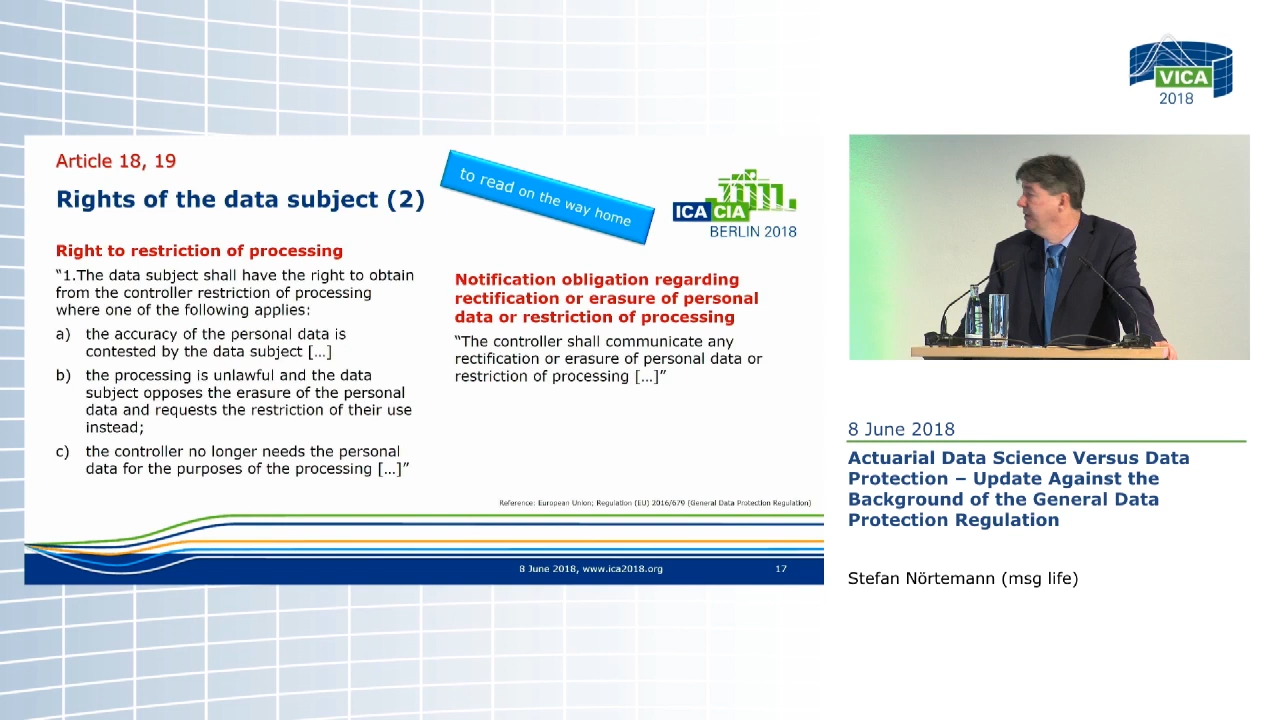 VICA
2018
Article 18, 19
Rights of the data subject (2)
to read on the way home
ICA CIA
BERLIN 2018
Right to restriction of processing
“1.The data subject shall have the right to obtain
from the controller restriction of processing
where one of the following applies:
a) the accuracy of the personal data is
contested by the data subject […]
b) the processing is unlawful and the data
subject opposes the erasure of the personal
data and requests the restriction of their use
instead;
c) the controller no longer needs the personal
data for the purposes of the processing […]”
Notification obligation regarding
rectification or erasure of personal
data or restriction of processing
“The controller shall communicate any
rectification or erasure of personal data or
restriction of processing […]”
Reference: European Union; Regulation (EU) 2016/679 (General Data Protection Regulation)
8 June 2018, www.ica2018.org
17
8 June 2018
Actuarial Data Science Versus Data
Protection – Update Against the
Background of the General Data
Protection Regulation
Stefan Nörtemann (msg life)